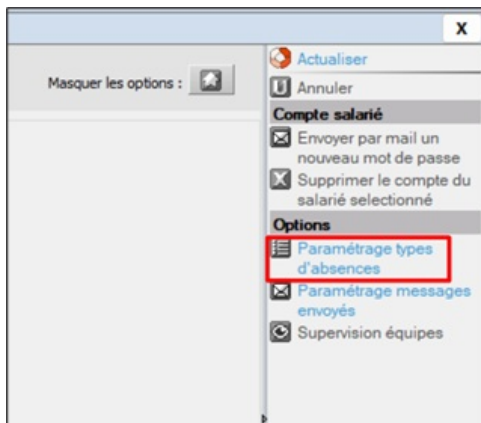 X
Masquer les options :
Actualiser
Annuler
Compte salarié
Envoyer par mail un
nouveau mot de passe
Supprimer le compte du
salarié selectionné
Options
Paramétrage types
d'absences
Paramétrage messages
envoyés
Supervision équipes